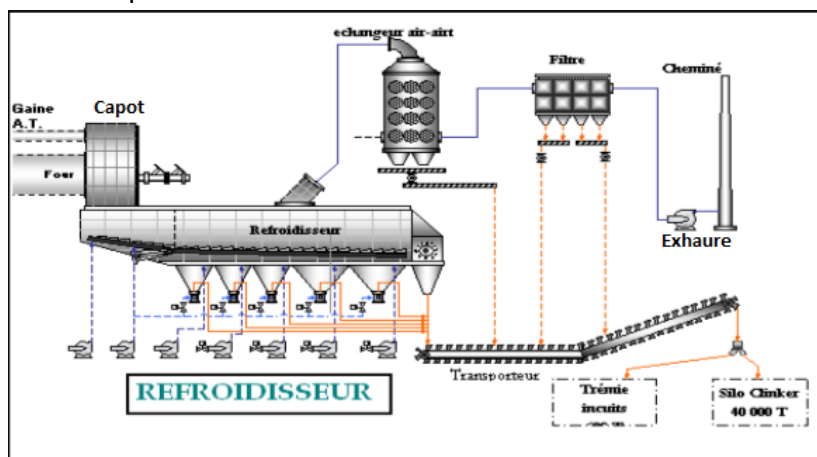 echangeur air-airt
Filtre
Cheminé
Gaine
A.T.
Capot
Four
Refroidisseur
Exhaure
Transporteur
REFROIDISSEUR
Trémie
incuits
Silo Clinker
40 000 T